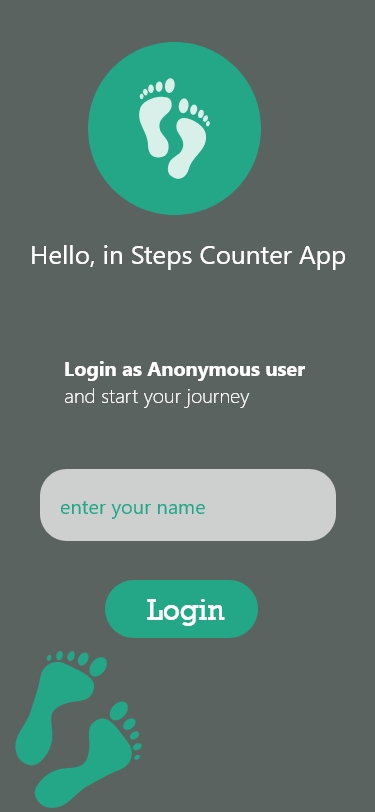 Hello, in Steps Counter App
Login as Anonymous user
and start your journey
enter your name
Login